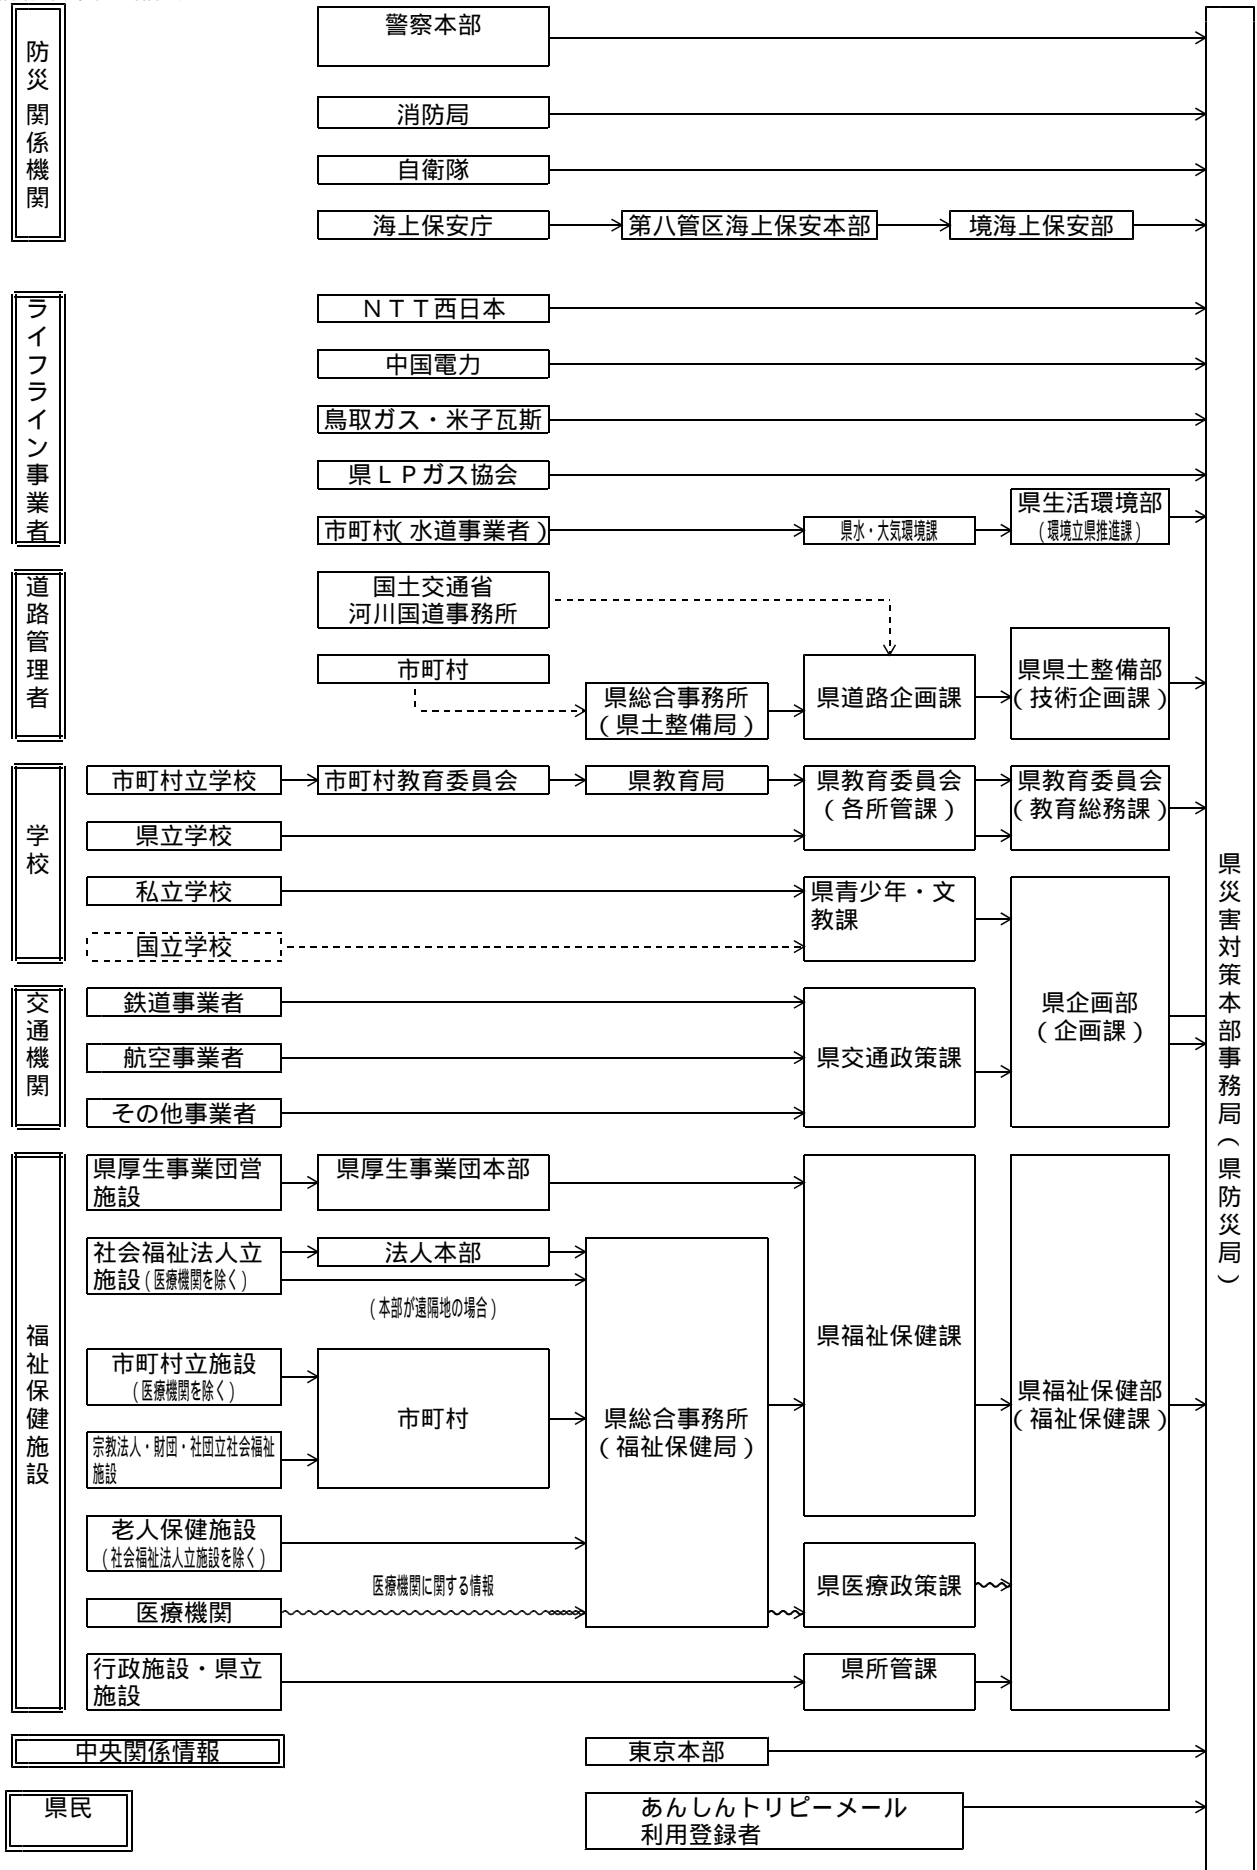 防災関係機関
警察本部
消防局
自衛隊
海上保安庁
第八管区海上保安本部
境海上保安部
ライフライン事業者
ＮＴＴ西日本
中国電力
鳥取ガス・米子瓦斯
県ＬＰガス協会
市町村（水道事業者）
県水・大気環境課
県生活環境部
（環境立県推進課）
道路管理者
国土交通省
河川国道事務所
市町村
県総合事務所
（県土整備局）
県道路企画課
県県土整備部
（技術企画課）
学校
市町村立学校
市町村教育委員会
県教育局
県教育委員会
（各所管課）
県教育委員会
（教育総務課）
県立学校
私立学校
県青少年・文
教課
国立学校
交通機関
鉄道事業者
航空事業者
その他事業者
県交通政策課
県企画部
（企画課）
福祉保健施設
県厚生事業団営
施設
県厚生事業団本部
社会福祉法人立
施設（医療機関を除く）
法人本部
（本部が遠隔地の場合）
市町村立施設
（医療機関を除く）
市町村
宗教法人・財団・社団立社会福祉
施設
県総合事務所
（福祉保健局）
県福祉保健課
県福祉保健部
（福祉保健課）
老人保健施設
（社会福祉法人立施設を除く）
医療機関に関する情報
医療機関
県医療政策課
行政施設・県立
施設
県所管課
中央関係情報
東京本部
県民
あんしんトリピーメール
利用登録者
県災害対策本部事務局（県防災局）